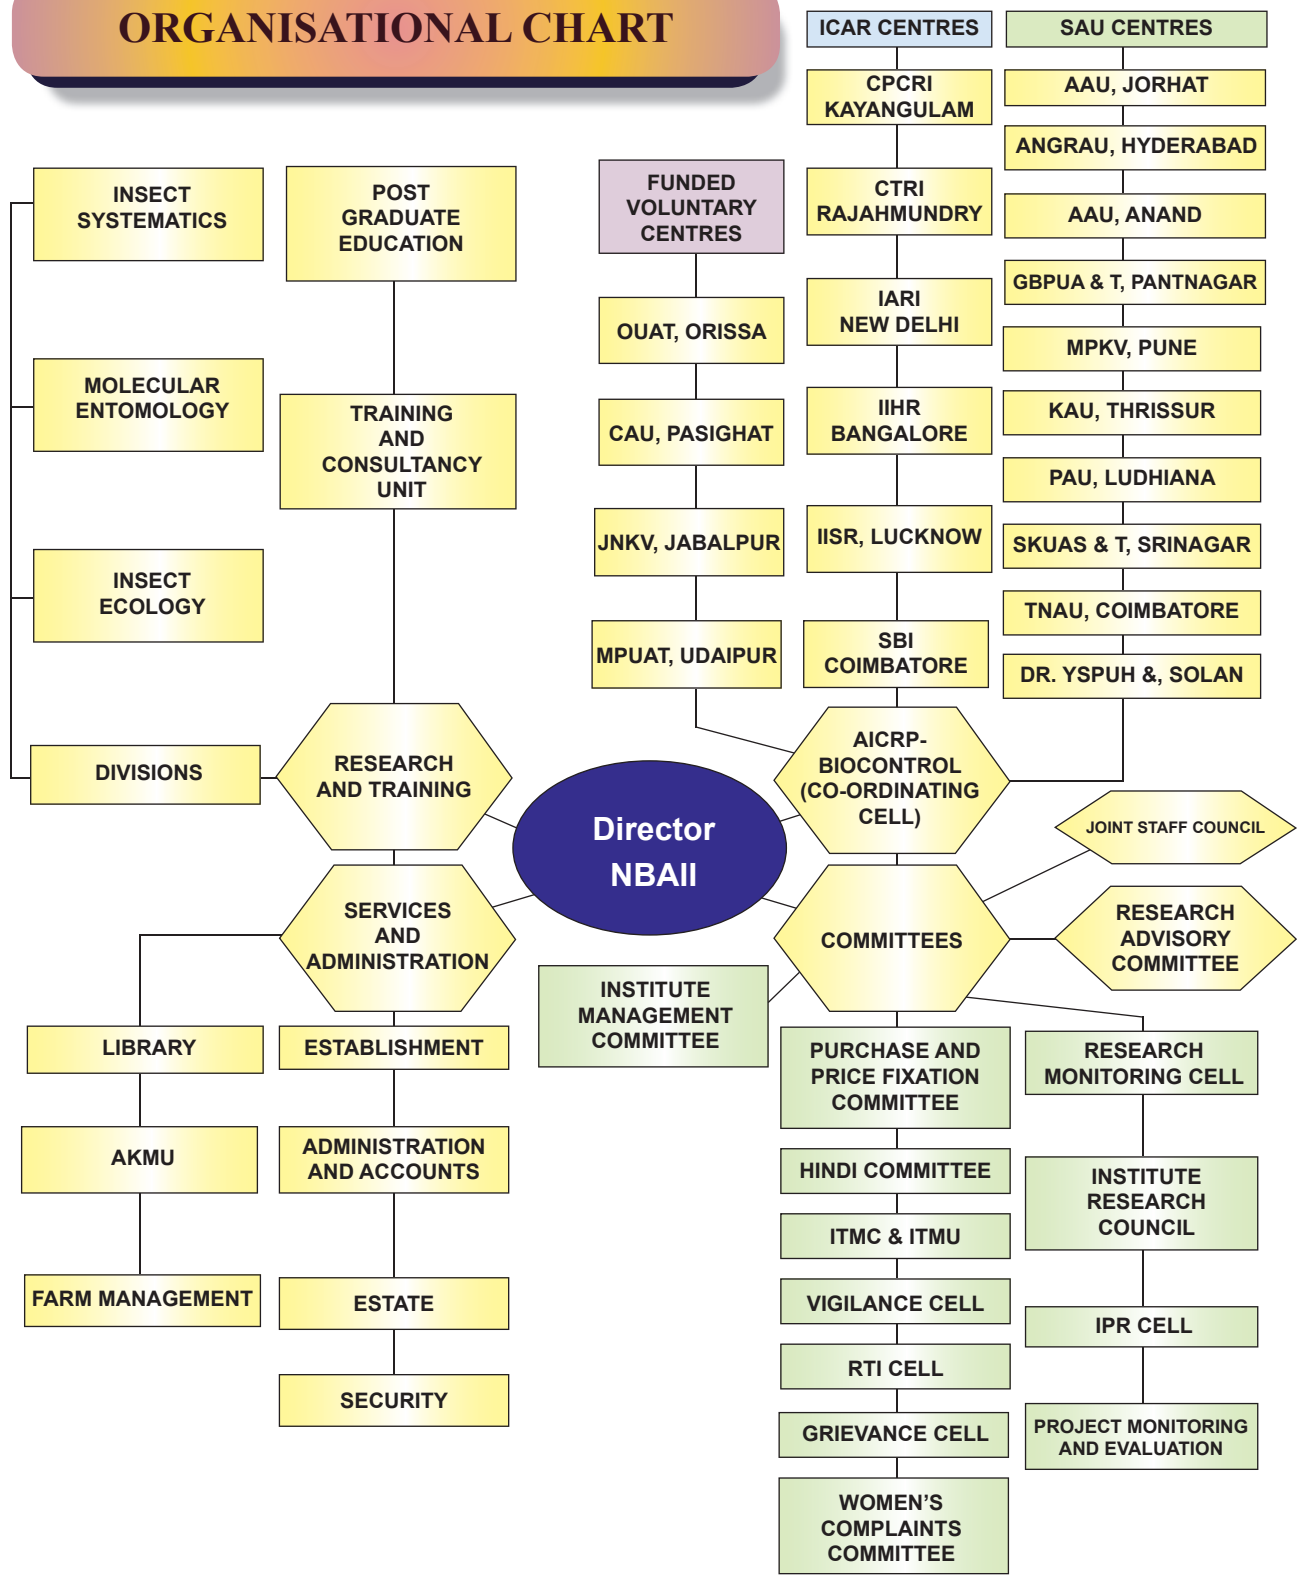 ORGANISATIONAL CHART
ICAR CENTRES
SAU CENTRES
CPCRI
KAYANGULAM
CTRI
RAJAHMUNDRY
IARI
NEW DELHI
IIHR
BANGALORE
IISR, LUCKNOW
SBI
COIMBATORE
AAU, JORHAT
ANGRAU, HYDERABAD
AAU, ANAND
GBPUA & T, PANTNAGAR
MPKV, PUNE
KAU, THRISSUR
PAU, LUDHIANA
SKUAS & T, SRINAGAR
TNAU, COIMBATORE
DR. YSPUH &, SOLAN
FUNDED
VOLUNTARY
CENTRES
OUAT, ORISSA
CAU, PASIGHAT
JNKV, JABALPUR
MPUAT, UDAIPUR
INSECT
SYSTEMATICS
MOLECULAR
ENTOMOLOGY
INSECT
ECOLOGY
DIVISIONS
POST
GRADUATE
EDUCATION
TRAINING
AND
CONSULTANCY
UNIT
RESEARCH
AND TRAINING
AICRP-
BIOCONTROL
(CO-ORDINATING
CELL)
Director
NBAII
SERVICES
AND
ADMINISTRATION
COMMITTEES
JOINT STAFF COUNCIL
RESEARCH
ADVISORY
COMMITTEE
INSTITUTE
MANAGEMENT
COMMITTEE
LIBRARY
AKMU
FARM MANAGEMENT
ESTABLISHMENT
ADMINISTRATION
AND ACCOUNTS
ESTATE
SECURITY
PURCHASE AND
PRICE FIXATION
COMMITTEE
HINDI COMMITTEE
ITMC & ITMU
VIGILANCE CELL
RTI CELL
GRIEVANCE CELL
WOMEN'S
COMPLAINTS
COMMITTEE
RESEARCH
MONITORING CELL
INSTITUTE
RESEARCH
COUNCIL
IPR CELL
PROJECT MONITORING
AND EVALUATION